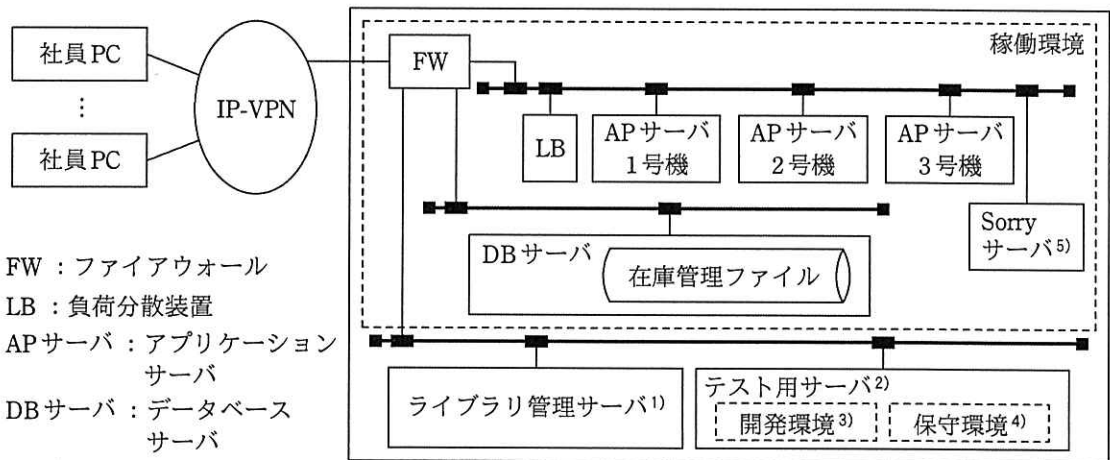 社員PC
⋮
社員PC
IP-VPN
FW
稼働環境
LB
APサーバ
1号機
APサーバ
2号機
APサーバ
3号機
Sorry
サーバ5)
DBサーバ
在庫管理ファイル
FW：ファイアウォール
LB：負荷分散装置
APサーバ：アプリケーション
サーバ
DBサーバ：データベース
サーバ
ライブラリ管理サーバ1)
テスト用サーバ2)
開発環境3)
保守環境4)